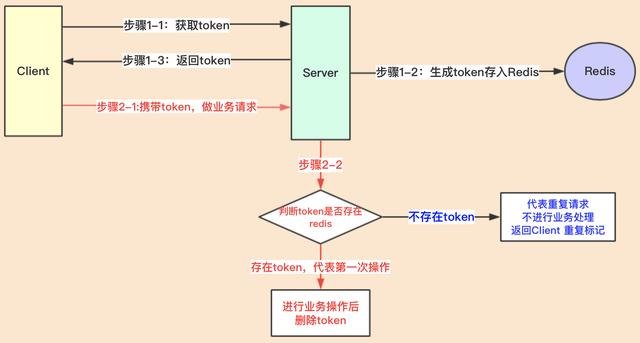 步骤1-1：获取token
Client
步骤1-3：返回token
Server
步骤1-2：生成token存入Redis
Redis
步骤2-1:携带token，做业务请求
步骤2-2
判断token是否存在
redis
不存在token
代表重复请求
不进行业务处理
返回Client 重复标记
存在token，代表第一次操作
进行业务操作后
删除token